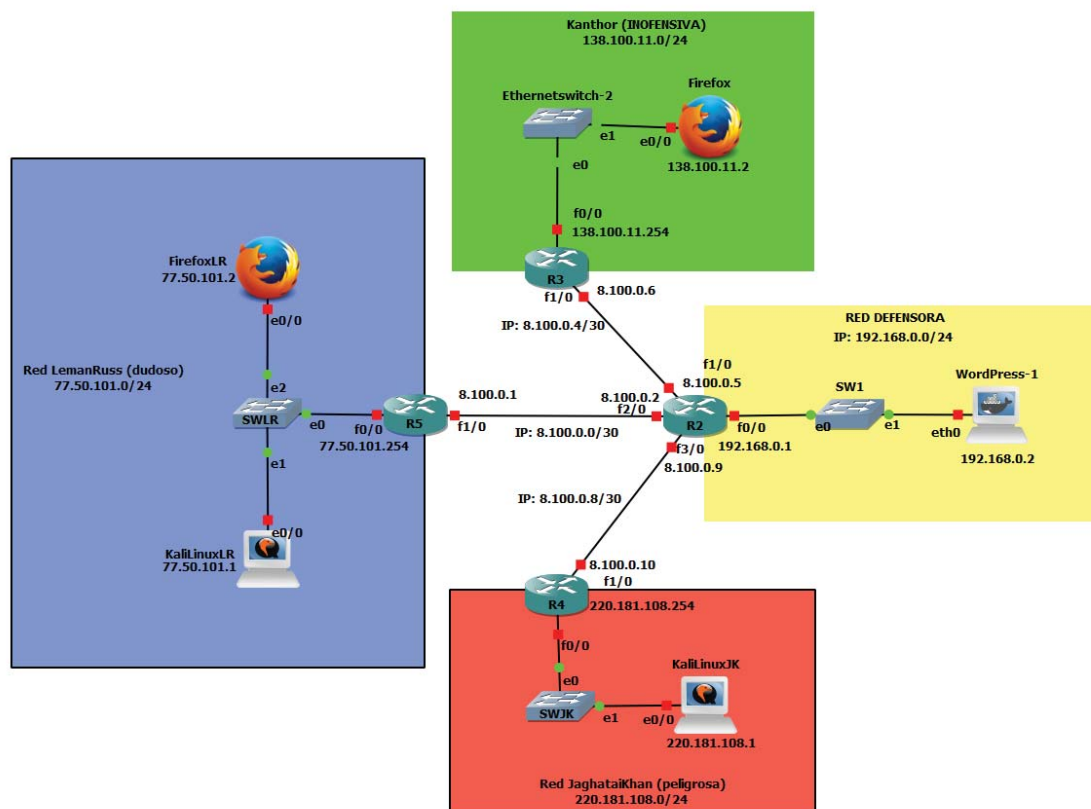 Kanthor (INOFENSIVA)
138.100.11.0/24
Ethernetswitch-2
Firefox
e1
e0/0
138.100.11.2
e0
f0/0
138.100.11.254
R3
f1/0
8.100.0.6
IP: 8.100.0.4/30
FirefoxLR
77.50.101.2
e0/0
Red LemanRuss (dudoso)
77.50.101.0/24
e2
SWLR
e0
f0/0
77.50.101.254
R5
8.100.0.1
f1/0
IP: 8.100.0.0/30
e1
e0/0
KaliLinuxLR
77.50.101.1
RED DEFENSORA
IP: 192.168.0.0/24
f1/0
8.100.0.5
8.100.0.2
f2/0
R2
f0/0
192.168.0.1
f3/0
8.100.0.9
SW1
e0
e1
WordPress-1
eth0
192.168.0.2
IP: 8.100.0.8/30
8.100.0.10
f1/0
R4
220.181.108.254
f0/0
e0
SWJK
e1
KaliLinuxJK
e0/0
220.181.108.1
Red JaghataiKhan (peligrosa)
220.181.108.0/24